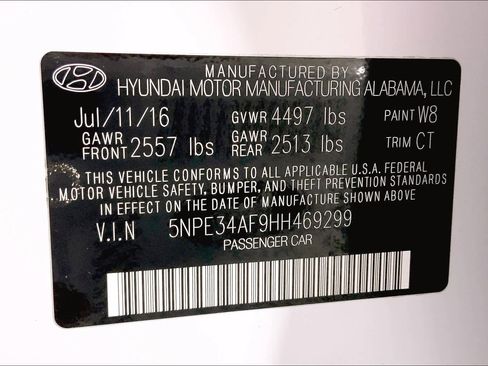 MANUFACTURED BY
HYUNDAI MOTOR MANUFACTURING ALABAMA, LLC
Jul/11/16 GVWR 4497 lbs PAINT W8
GAWR FRONT 2557 lbs GAWR REAR 2513 lbs TRIM CT
THIS VEHICLE CONFORMS TO ALL APPLICABLE U.S.A. FEDERAL
MOTOR VEHICLE SAFETY, BUMPER, AND THEFT PREVENTION STANDARDS
IN EFFECT ON THE DATE OF MANUFACTURE SHOWN ABOVE
V.I.N 5NPE34AF9HH469299
PASSENGER CAR